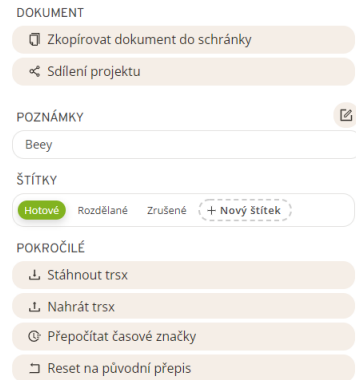 DOKUMENT
Zkopírovat dokument do schránky
Sdílení projektu
POZNÁMKY
Beey
ŠTÍTKY
Hotové Rozdělané Zrušené + Nový štítek
POKROČILÉ
Stáhnout trsx
Nahrát trsx
Přepočítat časové značky
Reset na původní přepis